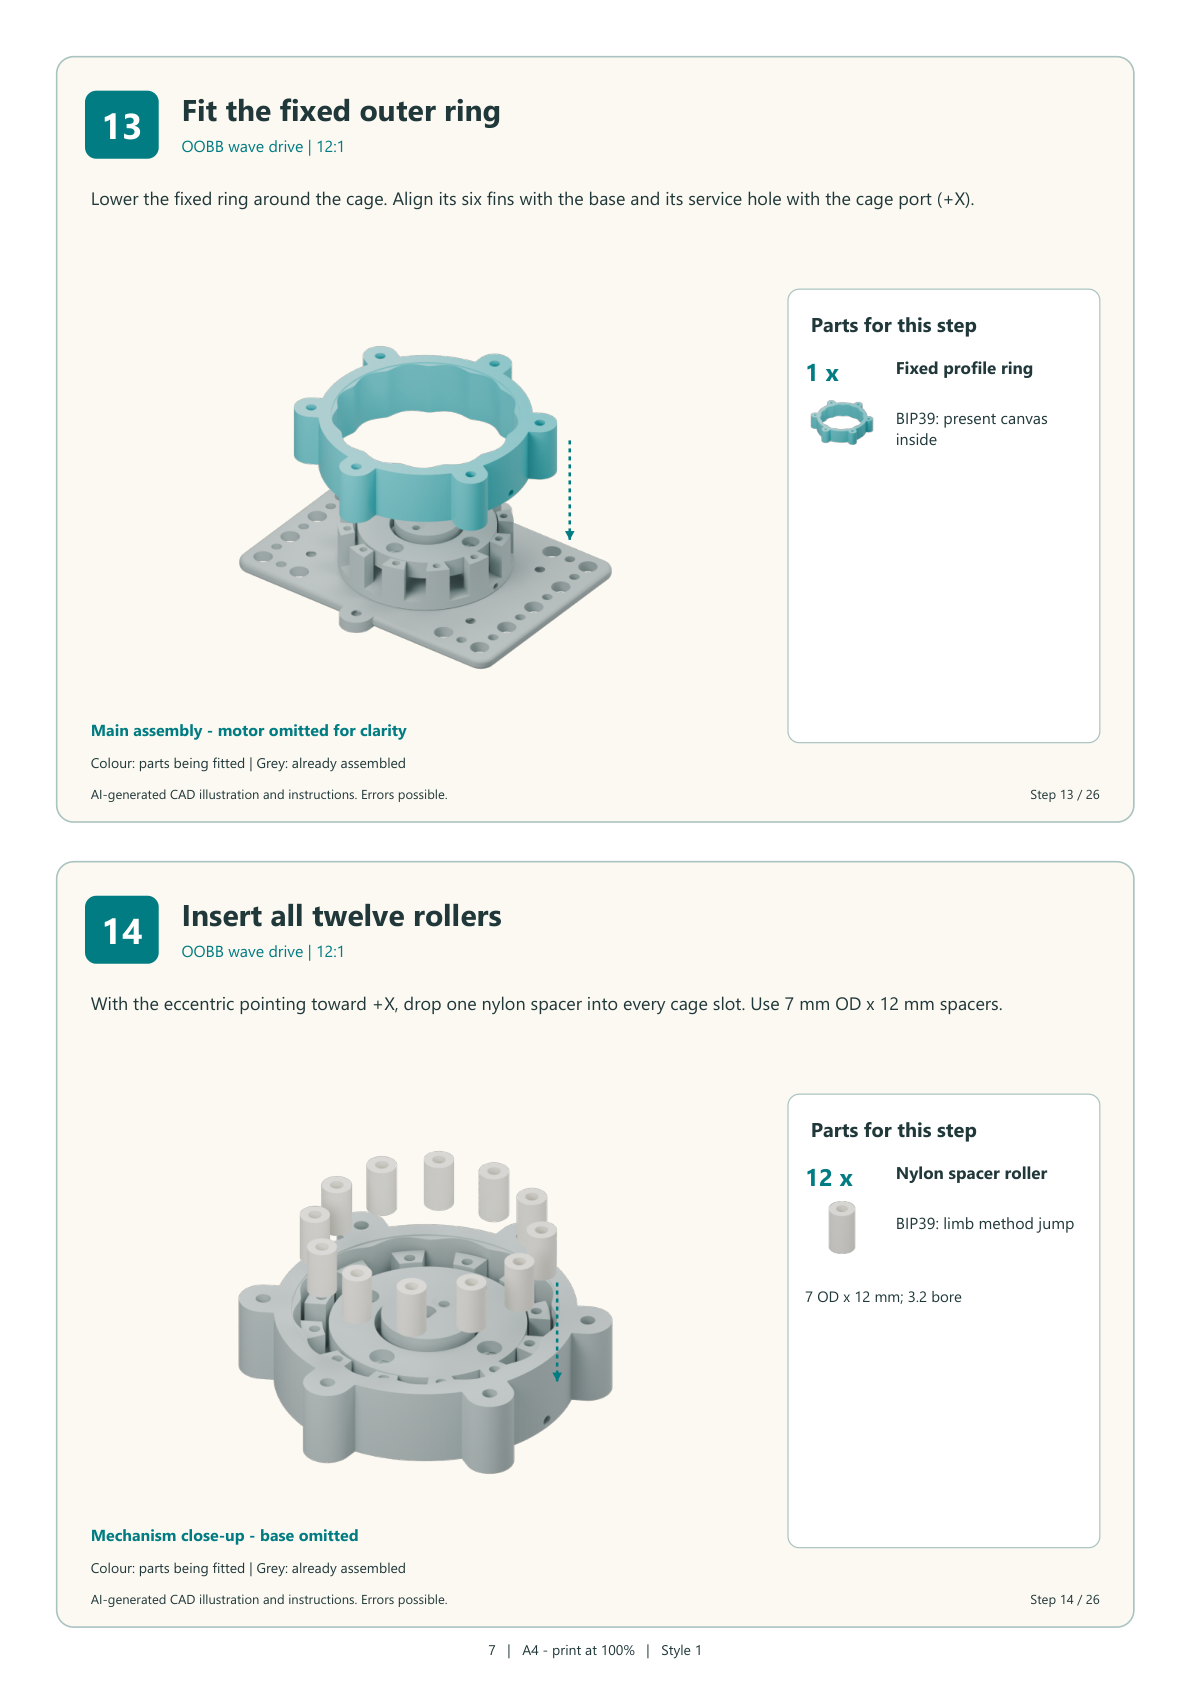 13
Fit the fixed outer ring
OOBB wave drive | 12:1
Lower the fixed ring around the cage. Align its six fins with the base and its service hole with the cage port (+X).
Parts for this step
1 x
Fixed profile ring
BIP39: present canvas
inside
Main assembly - motor omitted for clarity
Colour: parts being fitted | Grey: already assembled
AI-generated CAD illustration and instructions. Errors possible.
Step 13 / 26
14
Insert all twelve rollers
OOBB wave drive | 12:1
With the eccentric pointing toward +X, drop one nylon spacer into every cage slot. Use 7 mm OD x 12 mm spacers.
Parts for this step
12 x
Nylon spacer roller
BIP39: limb method jump
7 OD x 12 mm; 3.2 bore
Mechanism close-up - base omitted
Colour: parts being fitted | Grey: already assembled
AI-generated CAD illustration and instructions. Errors possible.
Step 14 / 26
7 | A4 - print at 100% | Style 1